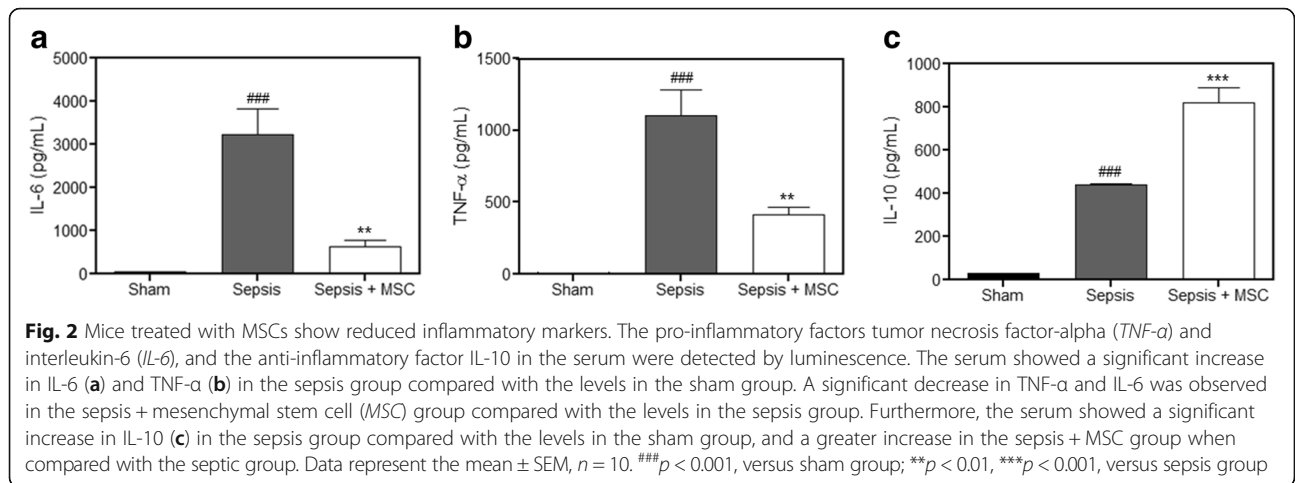 a
5000
4000
3000
2000
1000
0
IL-6 (pg/mL)
###
**
Sham Sepsis Sepsis + MSC
b
1500
1000
500
0
TNF-α (pg/mL)
###
**
Sham Sepsis Sepsis + MSC
c
1000
800
600
400
200
0
IL-10 (pg/mL)
###
***
Sham Sepsis Sepsis + MSC
Fig. 2 Mice treated with MSCs show reduced inflammatory markers. The pro-inflammatory factors tumor necrosis factor-alpha (TNF-α) and
interleukin-6 (IL-6), and the anti-inflammatory factor IL-10 in the serum were detected by luminescence. The serum showed a significant increase
in IL-6 (a) and TNF-α (b) in the sepsis group compared with the levels in the sham group. A significant decrease in TNF-α and IL-6 was observed
in the sepsis + mesenchymal stem cell (MSC) group compared with the levels in the sepsis group. Furthermore, the serum showed a significant
increase in IL-10 (c) in the sepsis group compared with the levels in the sham group, and a greater increase in the sepsis + MSC group when
compared with the septic group. Data represent the mean ± SEM, n = 10. ###p < 0.001, versus sham group; **p < 0.01, ***p < 0.001, versus sepsis group